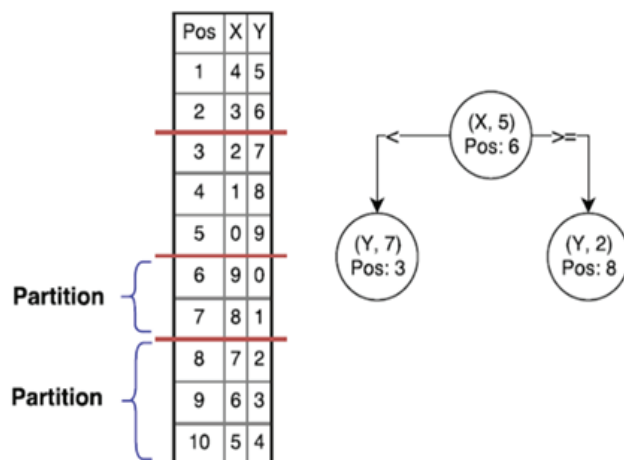 Pos X Y
1 4 5
2 3 6
3 2 7
4 1 8
5 0 9
6 9 0
7 8 1
8 7 2
9 6 3
10 5 4
Partition
Partition
(X, 5)
Pos: 6
<
>=
(Y, 7)
Pos: 3
(Y, 2)
Pos: 8